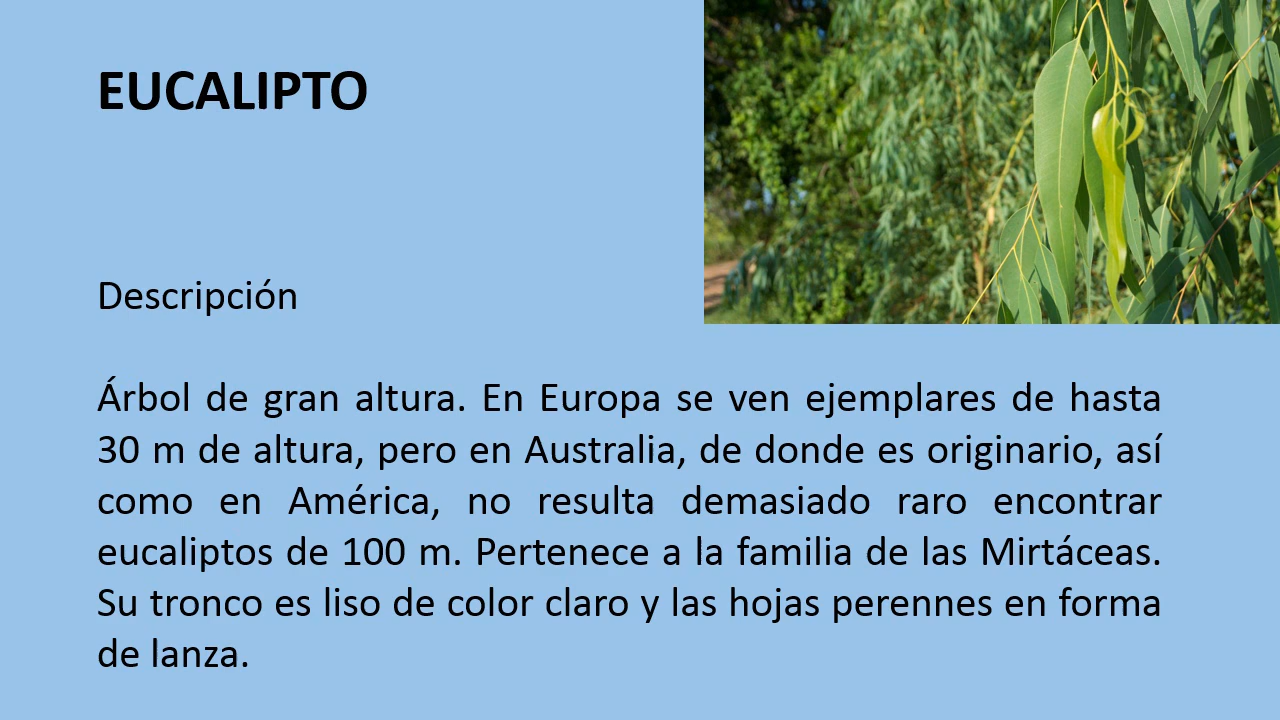 EUCALIPTO
Descripción
Árbol de gran altura. En Europa se ven ejemplares de hasta
30 m de altura, pero en Australia, de donde es originario, así
como en América, no resulta demasiado raro encontrar
eucaliptos de 100 m. Pertenece a la familia de las Mirtáceas.
Su tronco es liso de color claro y las hojas perennes en forma
de lanza.